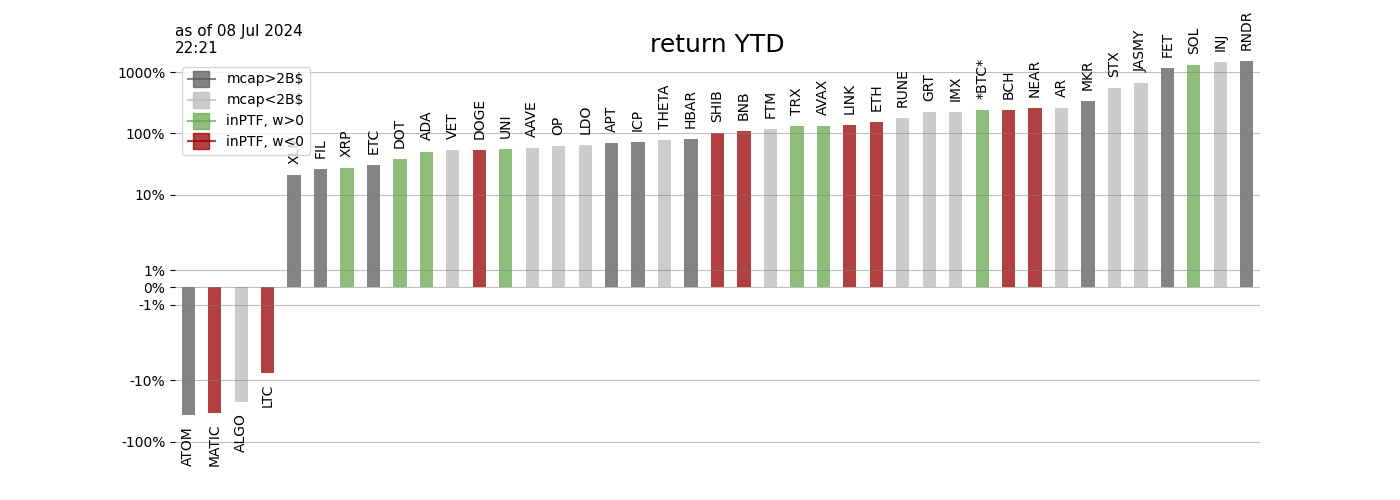 as of 08 Jul 2024
22:21
return YTD
mcap>2B$
mcap<2B$
inPTF, w>0
inPTF, w<0
1000%
100%
10%
1%
0%
-1%
-10%
-100%
ATOM
MATIC
ALGO
LTC
FIL
XRP
ETC
DOT
ADA
VET
DOGE
UNI
AAVE
OP
LDO
APT
ICP
THETA
HBAR
SHIB
BNB
FTM
TRX
AVAX
LINK
ETH
RUNE
GRT
IMX
*BTC*
BCH
NEAR
AR
MKR
STX
JASMY
FET
SOL
INJ
RNDR